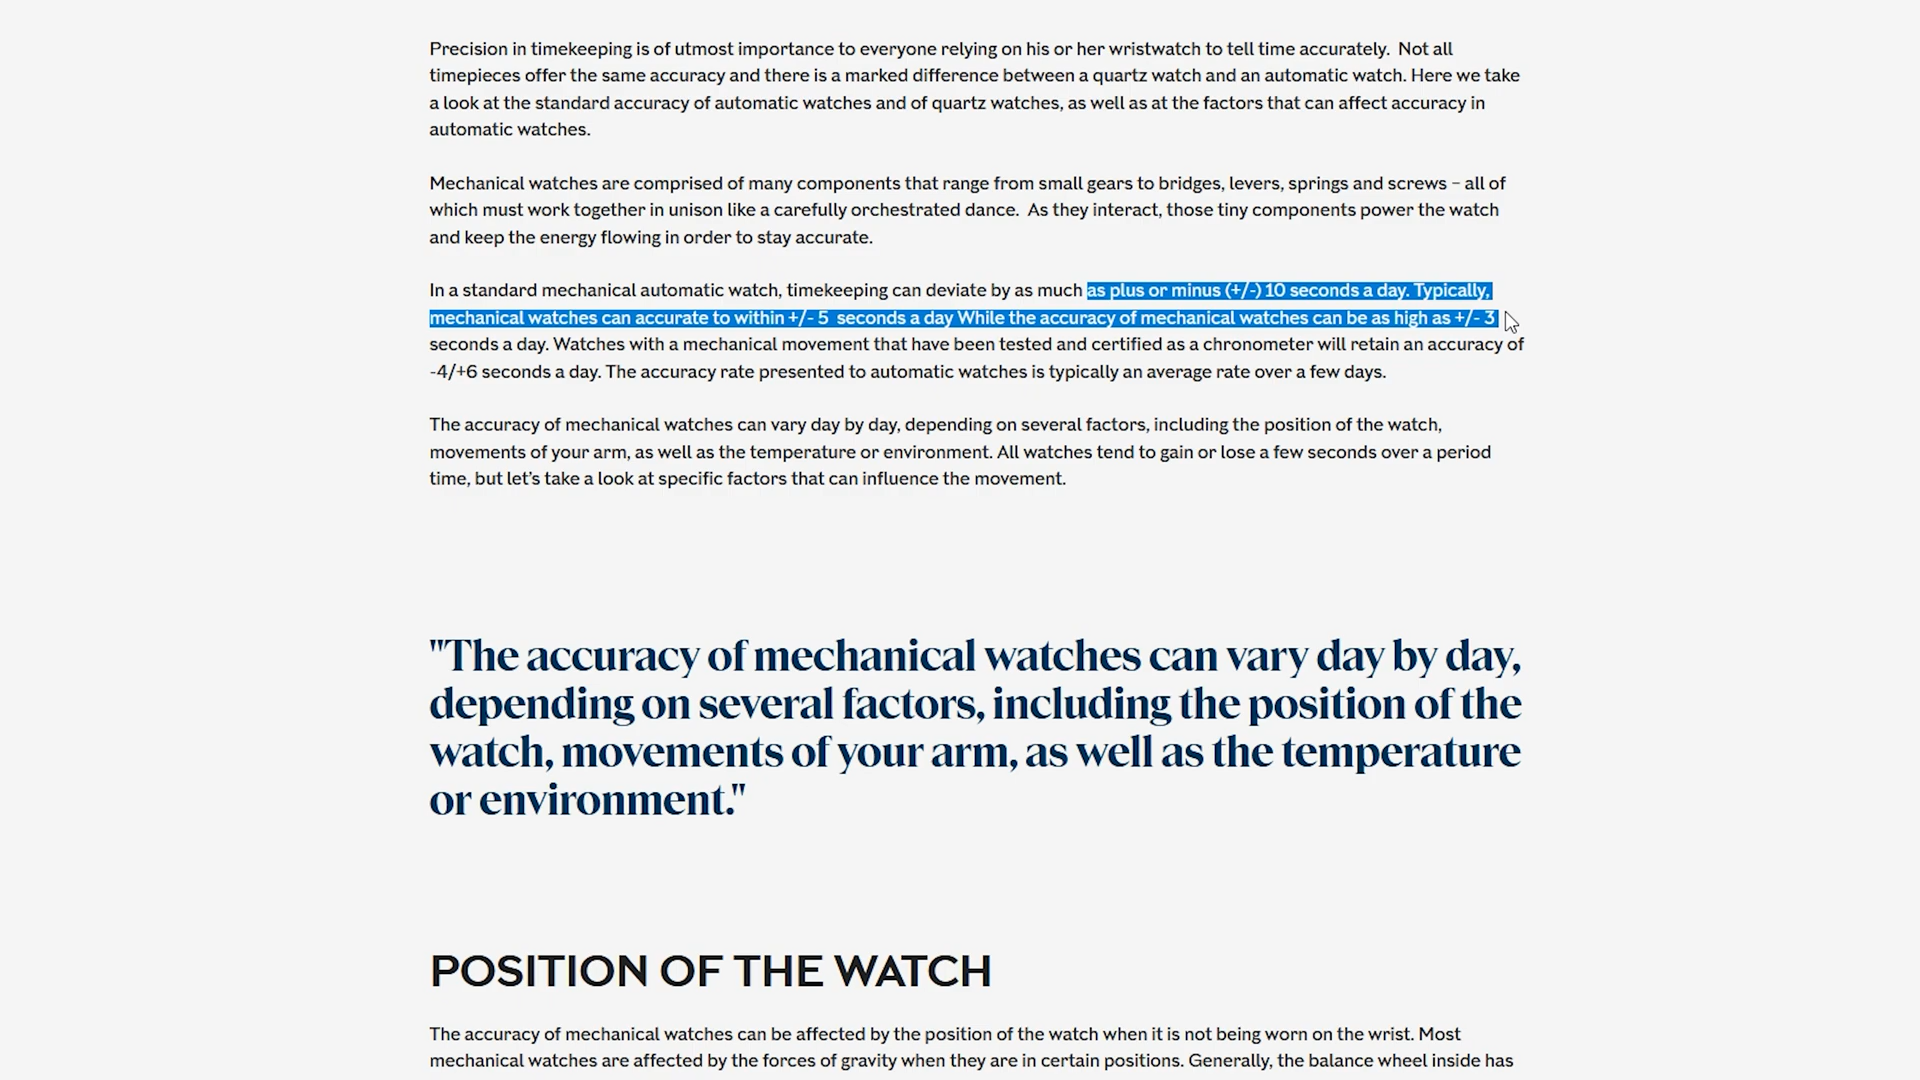 Precision in timekeeping is of utmost importance to everyone relying on his or her wristwatch to tell time accurately.  Not all
timepieces offer the same accuracy and there is a marked difference between a quartz watch and an automatic watch. Here we take
a look at the standard accuracy of automatic watches and of quartz watches, as well as at the factors that can affect accuracy in
automatic watches.
Mechanical watches are comprised of many components that range from small gears to bridges, levers, springs and screws – all of
which must work together in unison like a carefully orchestrated dance.  As they interact, those tiny components power the watch
and keep the energy flowing in order to stay accurate.
In a standard mechanical automatic watch, timekeeping can deviate by as much as plus or minus (+/-) 10 seconds a day. Typically,
mechanical watches can accurate to within +/- 5  seconds a day While the accuracy of mechanical watches can be as high as +/- 3
seconds a day. Watches with a mechanical movement that have been tested and certified as a chronometer will retain an accuracy of
-4/+6 seconds a day. The accuracy rate presented to automatic watches is typically an average rate over a few days.
The accuracy of mechanical watches can vary day by day, depending on several factors, including the position of the watch,
movements of your arm, as well as the temperature or environment. All watches tend to gain or lose a few seconds over a period
time, but let’s take a look at specific factors that can influence the movement.
"The accuracy of mechanical watches can vary day by day,
depending on several factors, including the position of the
watch, movements of your arm, as well as the temperature
or environment."
POSITION OF THE WATCH
The accuracy of mechanical watches can be affected by the position of the watch when it is not being worn on the wrist. Most
mechanical watches are affected by the forces of gravity when they are in certain positions. Generally, the balance wheel inside has